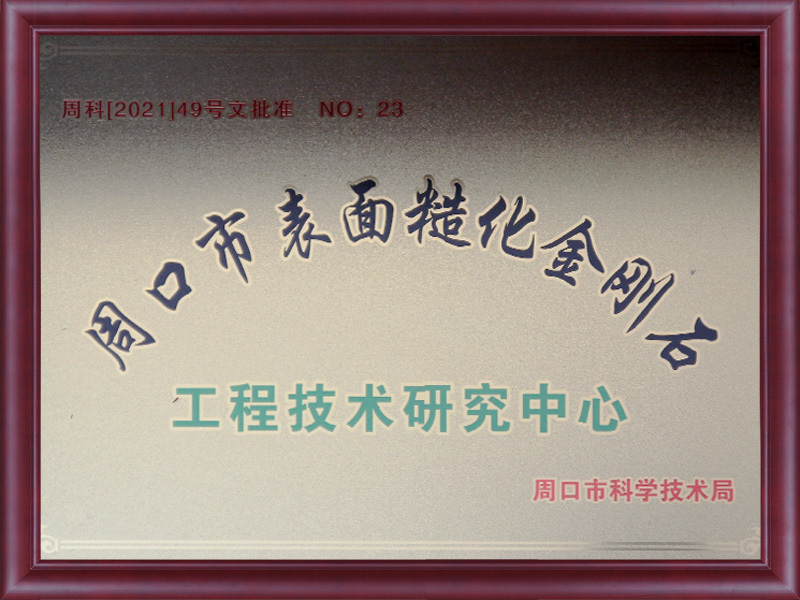 周科[2021]49号文批准 NO：23
周口市表面糙化金刚石
工程技术研究中心
周口市科学技术局